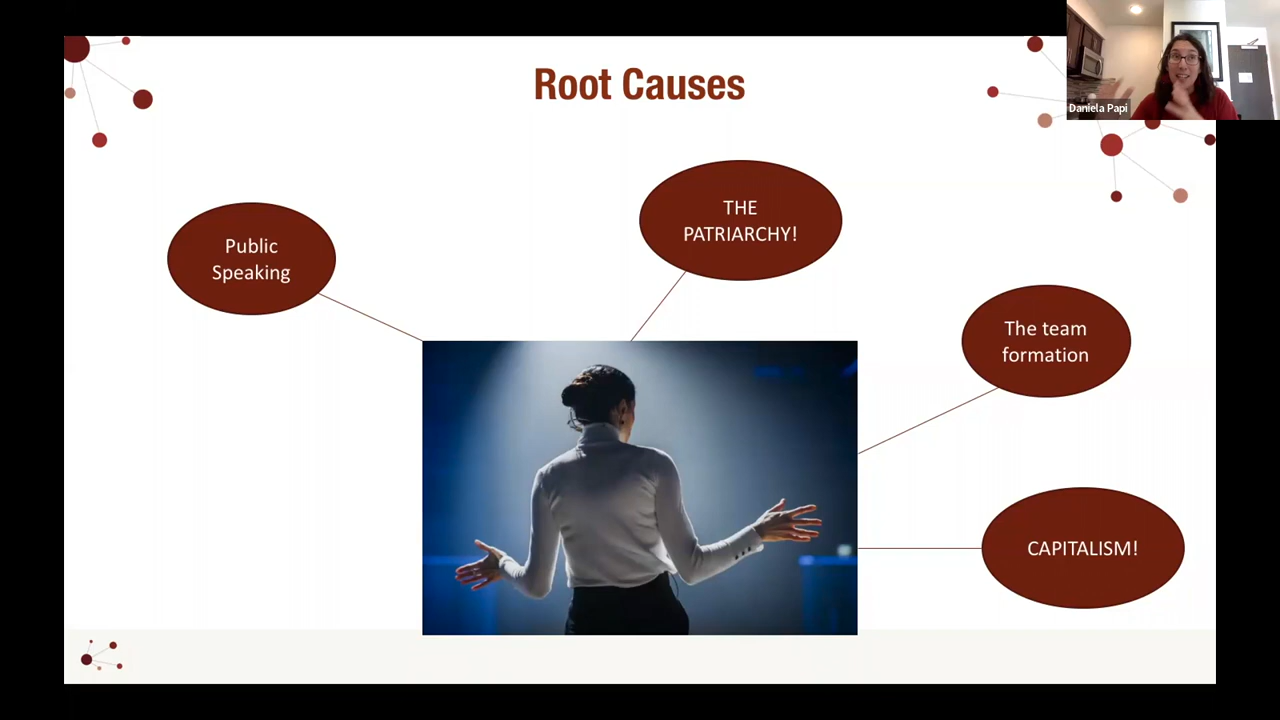 Root Causes
Daniela Papi
THE
PATRIARCHY!
Public
Speaking
The team
formation
CAPITALISM!